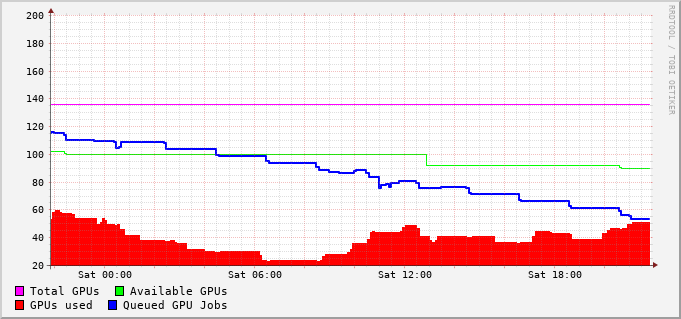 200
180
160
140
120
100
80
60
40
20
Sat 00:00 Sat 06:00 Sat 12:00 Sat 18:00
Total GPUs Available GPUs
GPUs used Queued GPU Jobs
RRDTOOL / TOBI OETIKER